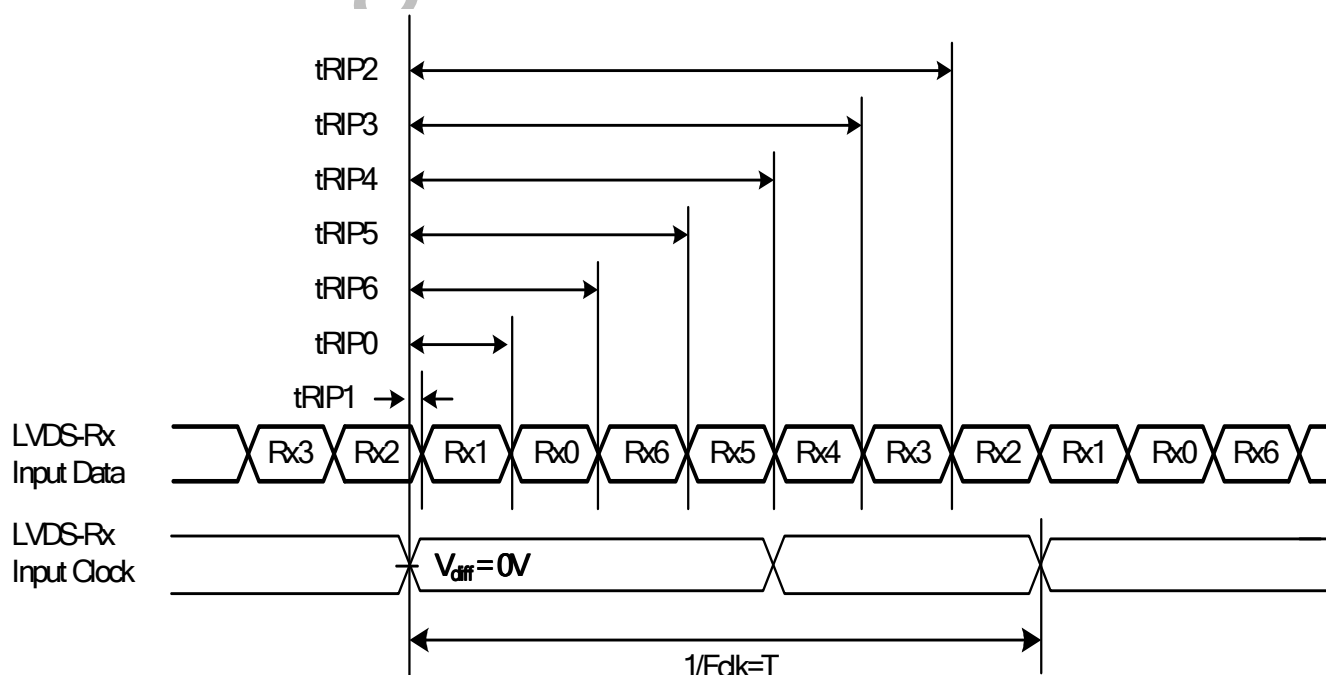 tRIP2
tRIP3
tRIP4
tRIP5
tRIP6
tRIP0
tRIP1
LVDS-Rx
Input Data
Rx3 Rx2 Rx1 Rx0 Rx6 Rx5 Rx4 Rx3 Rx2 Rx1 Rx0 Rx6
LVDS-Rx
Input Clock
Vdiff = 0V
1/Fclk=T